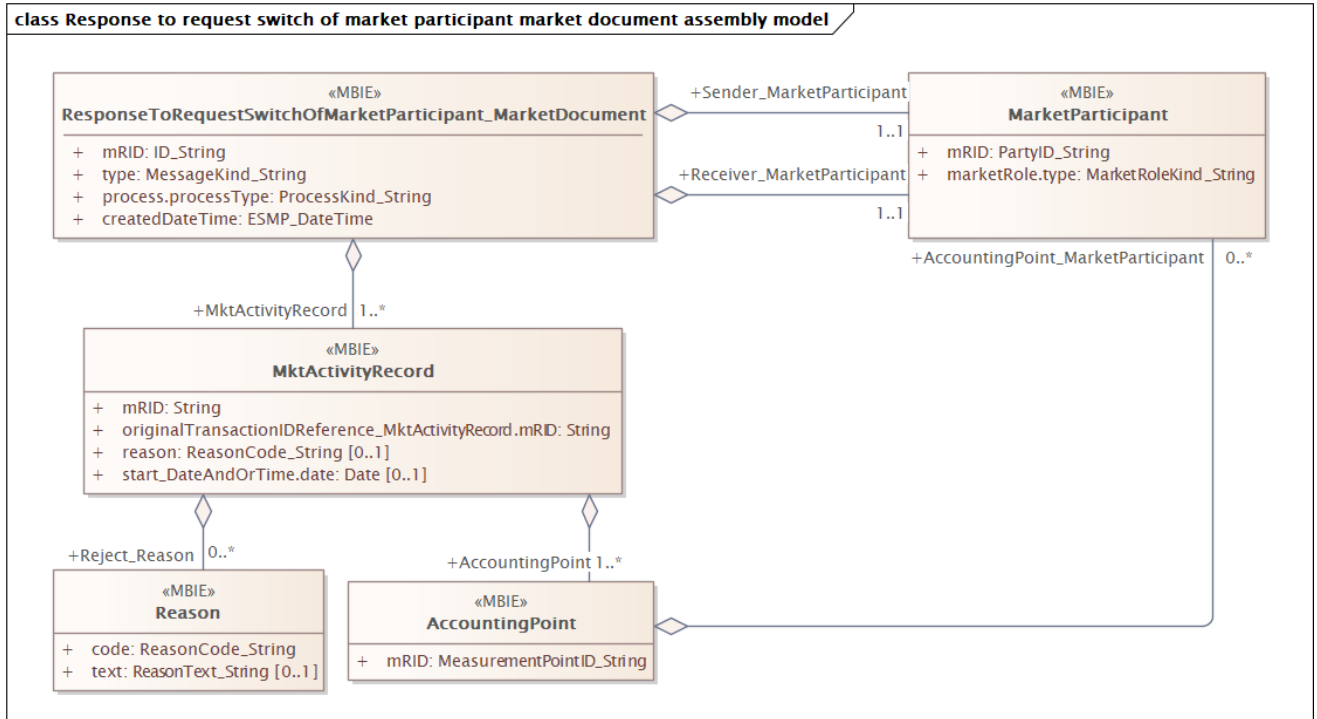 class Response to request switch of market participant market document assembly model
«MBIE»
ResponseToRequestSwitchOfMarketParticipant_MarketDocument
+ mRID: ID_String
+ type: MessageKind_String
+ process.processType: ProcessKind_String
+ createdDateTime: ESMP_DateTime
+Sender_MarketParticipant
1..1
+Receiver_MarketParticipant
1..1
«MBIE»
MarketParticipant
+ mRID: PartyID_String
+ marketRole.type: MarketRoleKind_String
+AccountingPoint_MarketParticipant 0..*
+MktActivityRecord 1..*
«MBIE»
MktActivityRecord
+ mRID: String
+ originalTransactionIDReference_MktActivityRecord.mRID: String
+ reason: ReasonCode_String [0..1]
+ start_DateAndOrTime.date: Date [0..1]
+Reject_Reason 0..*
+AccountingPoint 1..*
«MBIE»
Reason
+ code: ReasonCode_String
+ text: ReasonText_String [0..1]
«MBIE»
AccountingPoint
+ mRID: MeasurementPointID_String